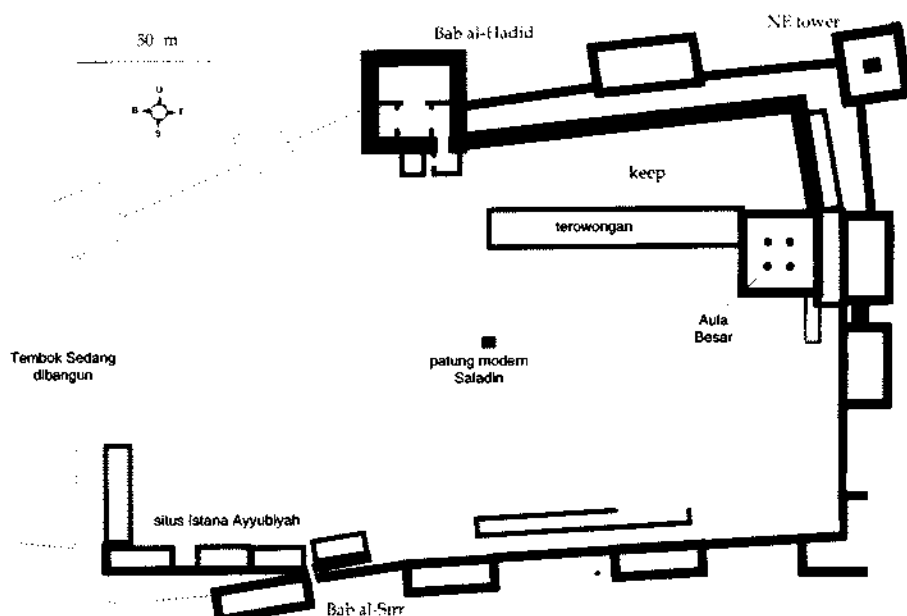 50 m
Bab al-Hadid
NE tower
U
B
T
S
keep
terowongan
Aula
Besar
patung modern
Saladin
Tembok Sedang
dibangun
situs Istana Ayyubiyah
Bab al-Sirr